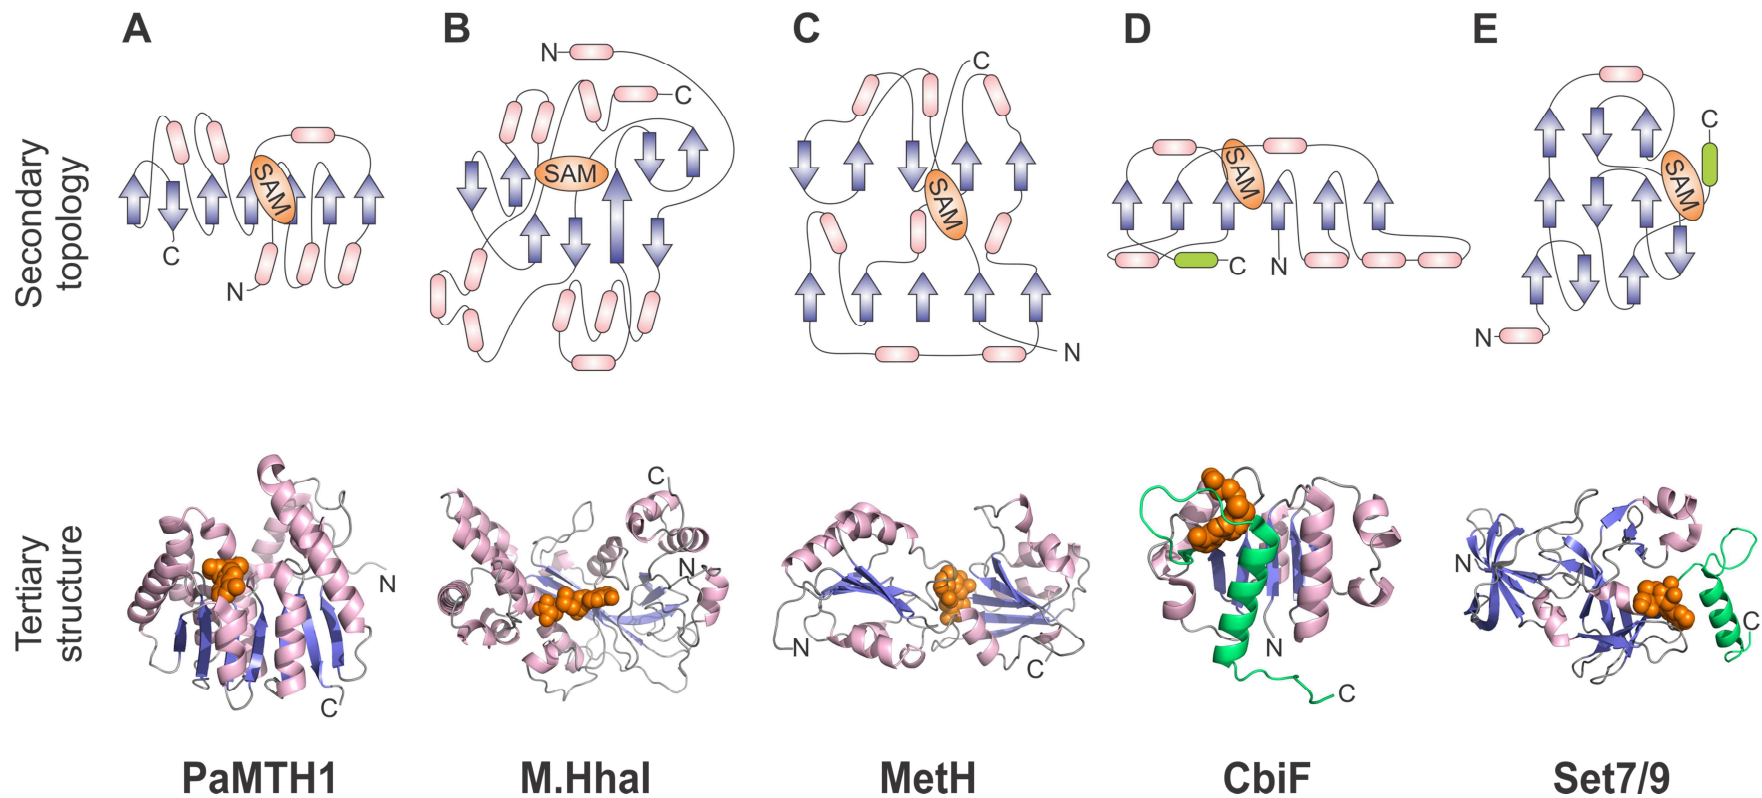 A
B
C
D
E
Secondary
topology
N
C
SAM
N
C
SAM
C
N
SAM
SAM
C
N
C
N
SAM
Tertiary
structure
N
C
C
N
N
C
N
C
N
C
PaMTH1
M.HhaI
MetH
CbiF
Set7/9